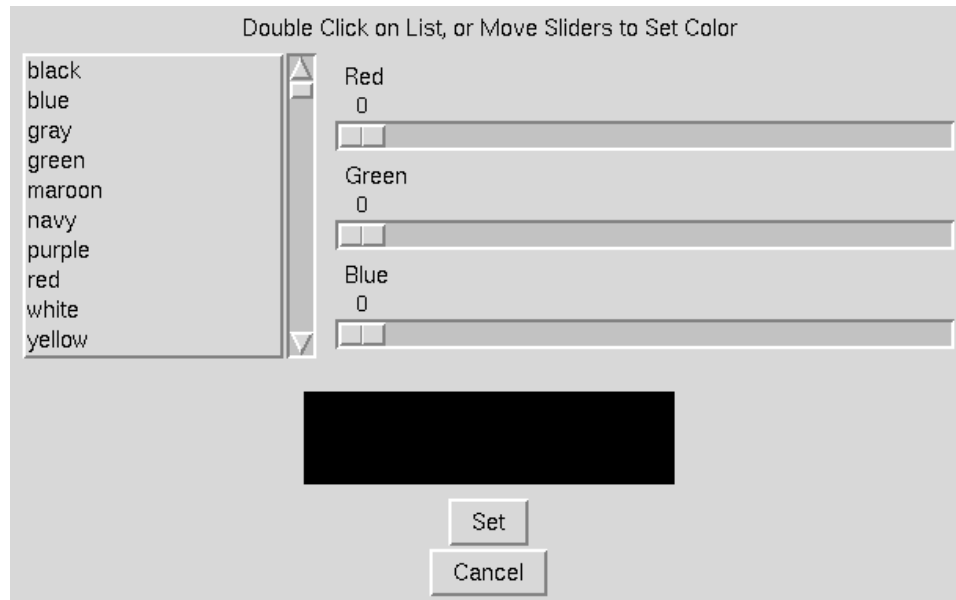 Double Click on List, or Move Sliders to Set Color
black
blue
gray
green
maroon
navy
purple
red
white
yellow
Red
0
Green
0
Blue
0
Set
Cancel